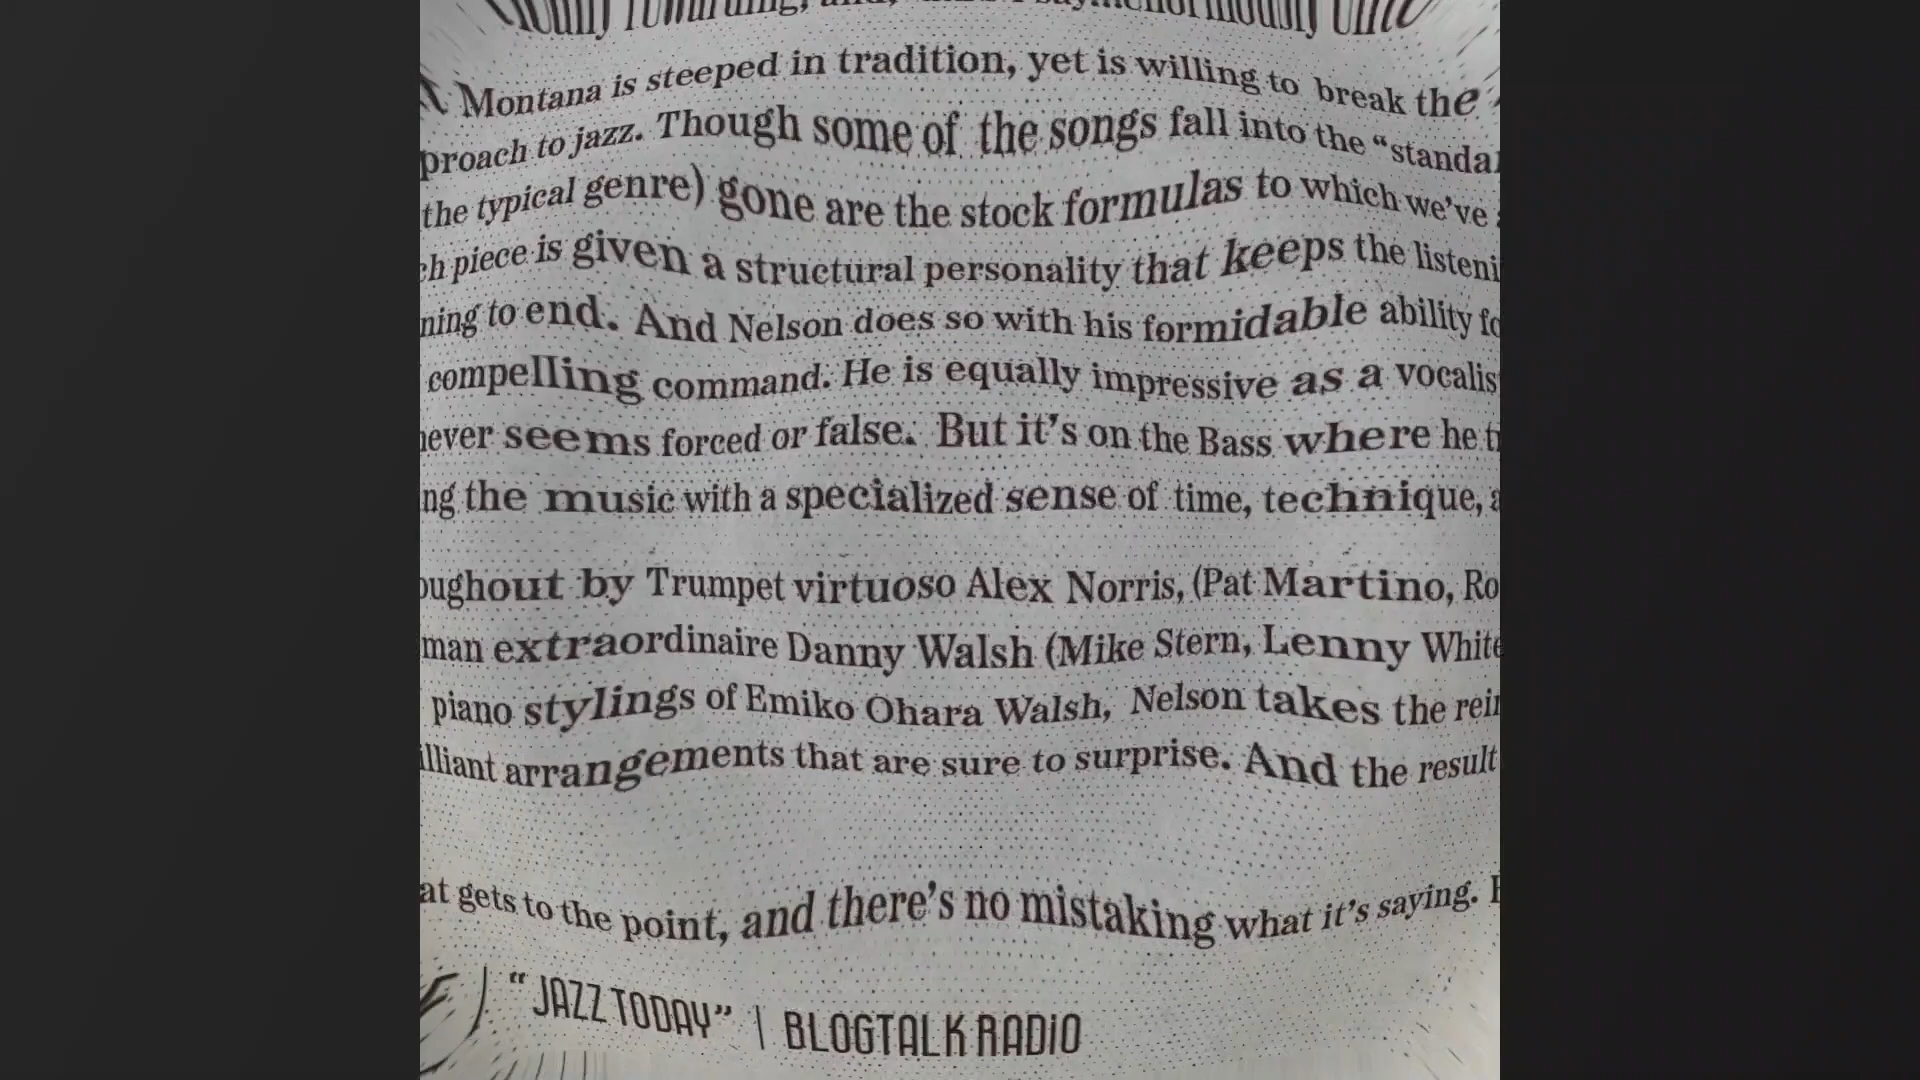 Montana is steeped in tradition, yet is willing to break the
proach to jazz. Though some of the songs fall into the “standa
the typical genre) gone are the stock formulas to which we’ve
ch piece is given a structural personality that keeps the listeni
ning to end. And Nelson does so with his formidable ability fo
compelling command. He is equally impressive as a vocalis
never seems forced or false. But it’s on the Bass where he
ng the music with a specialized sense of time, technique,
oughout by Trumpet virtuoso Alex Norris, (Pat Martino, Ro
man extraordinaire Danny Walsh (Mike Stern, Lenny White
piano stylings of Emiko Ohara Walsh, Nelson takes the rei
illiant arrangements that are sure to surprise. And the result
at gets to the point, and there’s no mistaking what it’s saying.
“JAZZ TODAY” | BLOGTALK RADIO